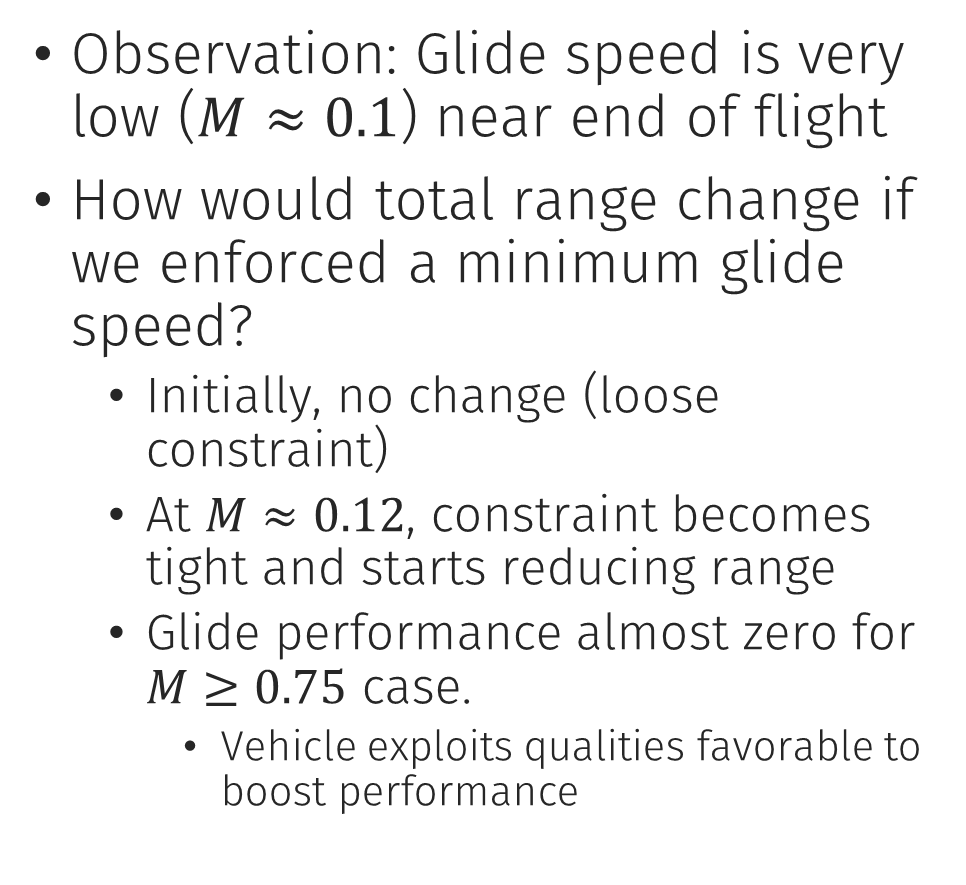 • Observation: Glide speed is very
low (M ≈ 0.1) near end of flight
• How would total range change if
we enforced a minimum glide
speed?
• Initially, no change (loose
constraint)
• At M ≈ 0.12, constraint becomes
tight and starts reducing range
• Glide performance almost zero for
M ≥ 0.75 case.
• Vehicle exploits qualities favorable to
boost performance